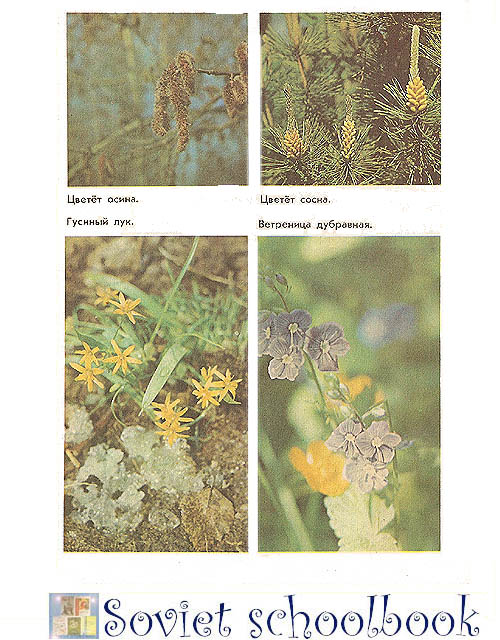 Цветёт осина.
Цветёт сосна.
Гусиный лук.
Ветреница дубравная.
Soviet schoolbook